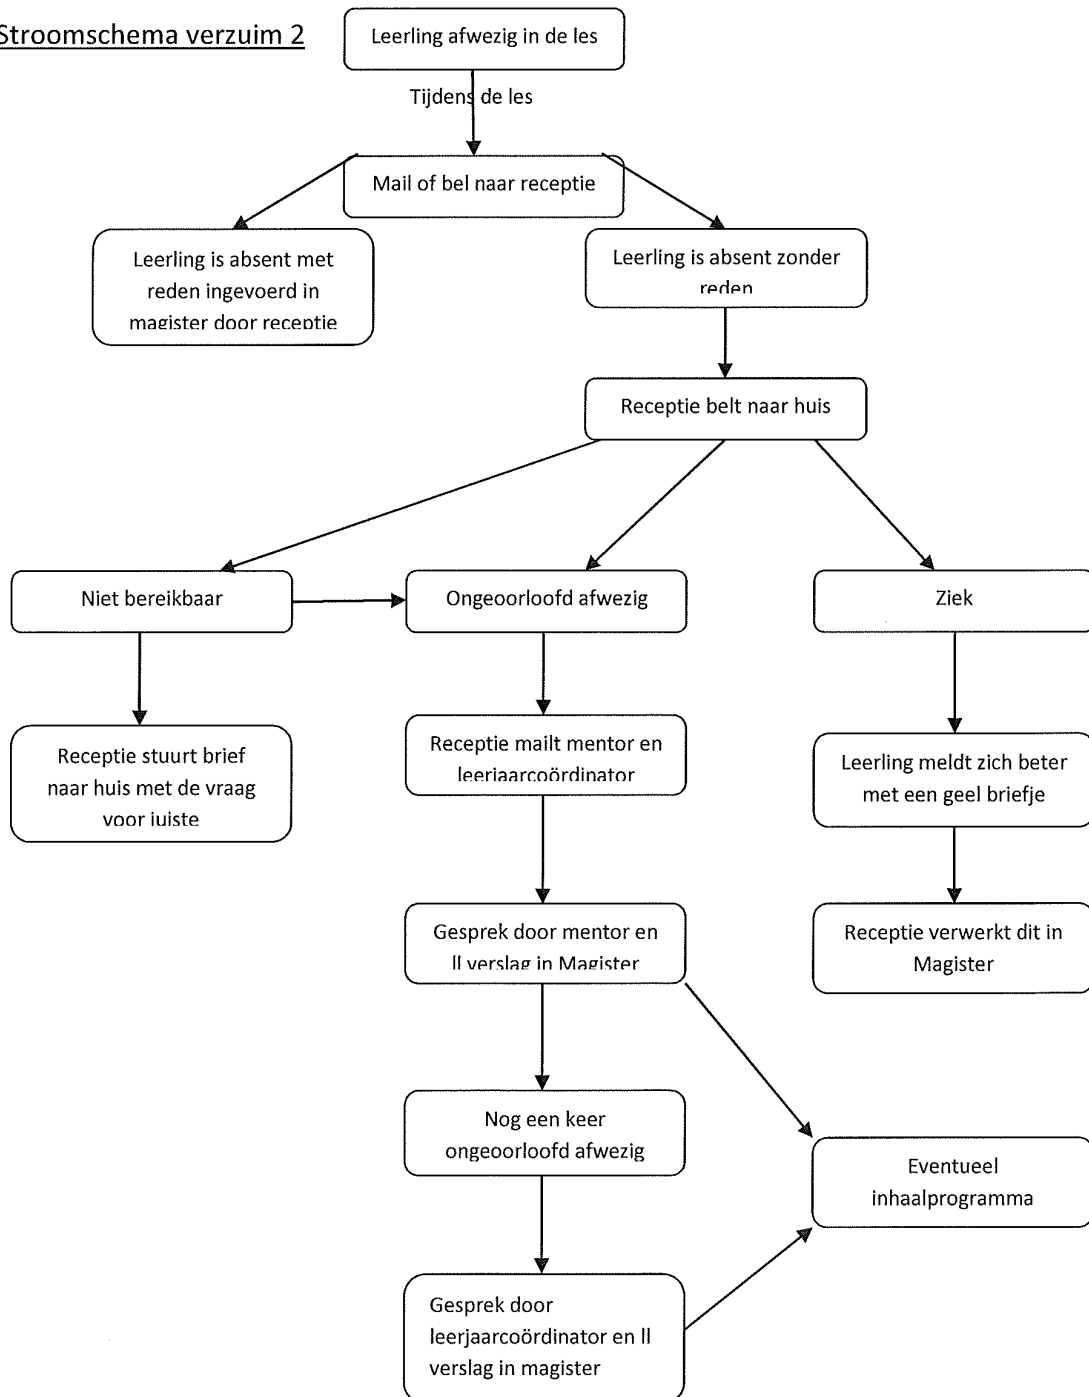 Stroomschema verzuim 2
Leerling afwezig in de les
Tijdens de les
Mail of bel naar receptie
Leerling is absent met
reden ingevoerd in
magister door receptie
Leerling is absent zonder
reden
Receptie belt naar huis
Niet bereikbaar
Ongeoorloofd afwezig
Ziek
Receptie stuurt brief
naar huis met de vraag
voor juiste
Receptie mailt mentor en
leerjaarcoördinator
Leerling meldt zich beter
met een geel briefje
Gesprek door mentor en
ll verslag in Magister
Receptie verwerkt dit in
Magister
Nog een keer
ongeoorloofd afwezig
Eventueel
inhaalprogramma
Gesprek door
leerjaarcoördinator en ll
verslag in magister